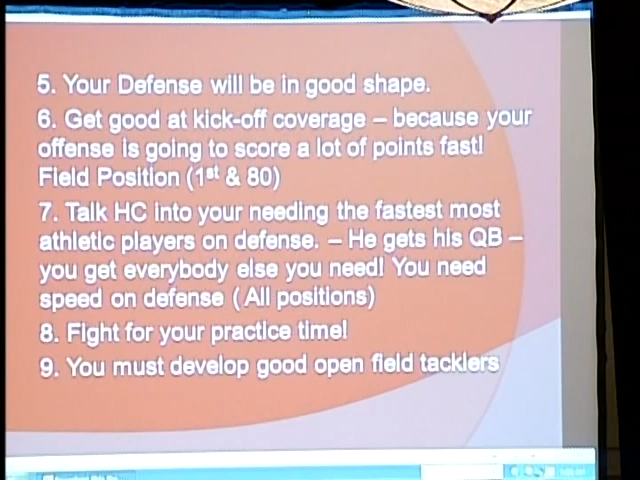 5. Your Defense will be in good shape.
6. Get good at kick-off coverage – because your
offense is going to score a lot of points fast!
Field Position (1st & 80)
7. Talk HC into your needing the fastest most
athletic players on defense. – He gets his QB –
you get everybody else you need! You need
speed on defense ( All positions)
8. Fight for your practice time!
9. You must develop good open field tacklers